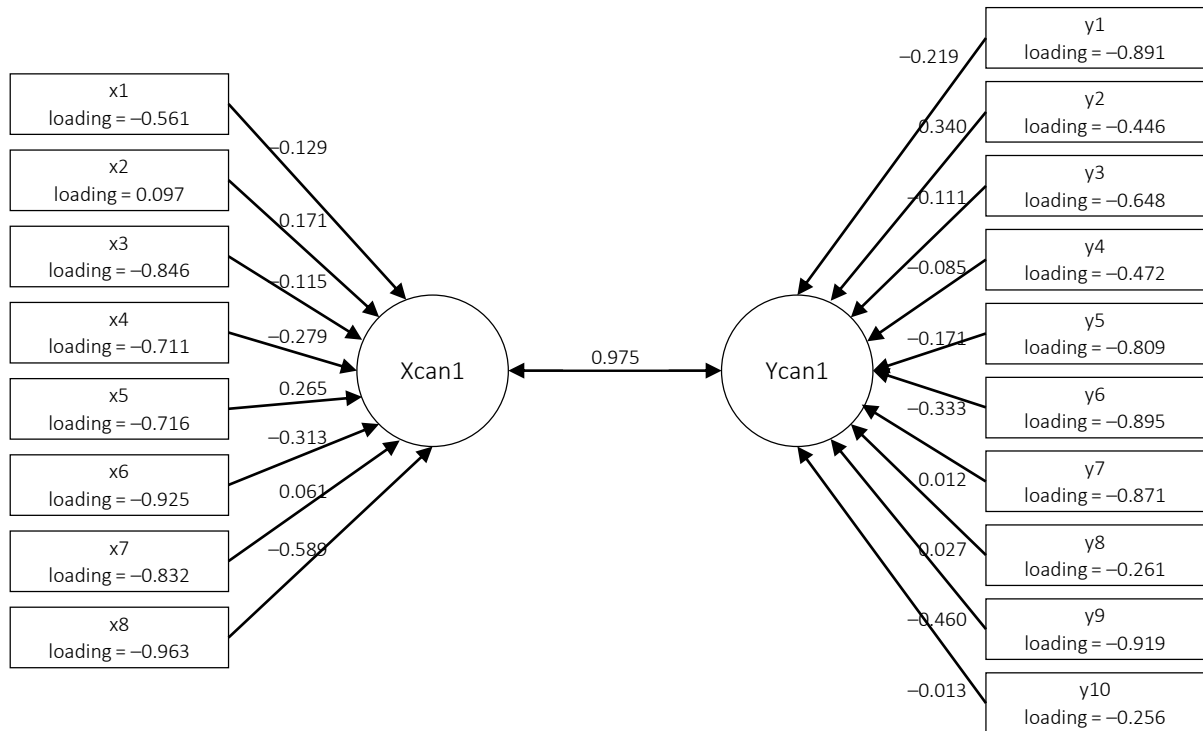 x1
loading = –0.561
x2
loading = 0.097
x3
loading = –0.846
x4
loading = –0.711
x5
loading = –0.716
x6
loading = –0.925
x7
loading = –0.832
x8
loading = –0.963
–0.129
0.171
–0.115
–0.279
0.265
–0.313
0.061
–0.589
Xcan1
0.975
Ycan1
–0.219
0.340
–0.111
–0.085
–0.171
–0.333
0.012
0.027
–0.460
–0.013
y1
loading = –0.891
y2
loading = –0.446
y3
loading = –0.648
y4
loading = –0.472
y5
loading = –0.809
y6
loading = –0.895
y7
loading = –0.871
y8
loading = –0.261
y9
loading = –0.919
y10
loading = –0.256